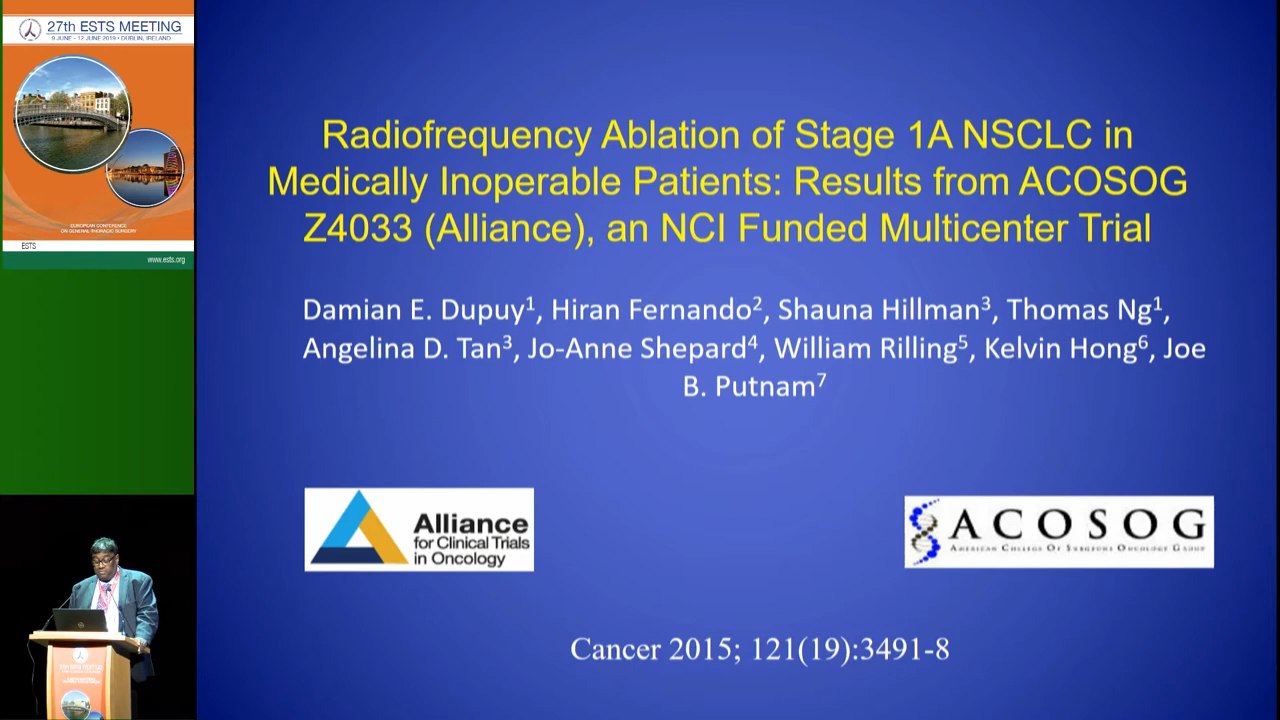 27th ESTS MEETING
9 JUNE - 12 JUNE 2019 • DUBLIN, IRELAND
EUROPEAN CONFERENCE
ON GENERAL THORACIC SURGERY
ESTS
www.ests.org
Radiofrequency Ablation of Stage 1A NSCLC in
Medically Inoperable Patients: Results from ACOSOG
Z4033 (Alliance), an NCI Funded Multicenter Trial
Damian E. Dupuy1, Hiran Fernando2, Shauna Hillman3, Thomas Ng1,
Angelina D. Tan3, Jo-Anne Shepard4, William Rilling5, Kelvin Hong6, Joe
B. Putnam7
Alliance
for Clinical Trials
in Oncology
ACOSOG
American College Of Surgeons Oncology Group
Cancer 2015; 121(19):3491-8
27th ESTS MEETING